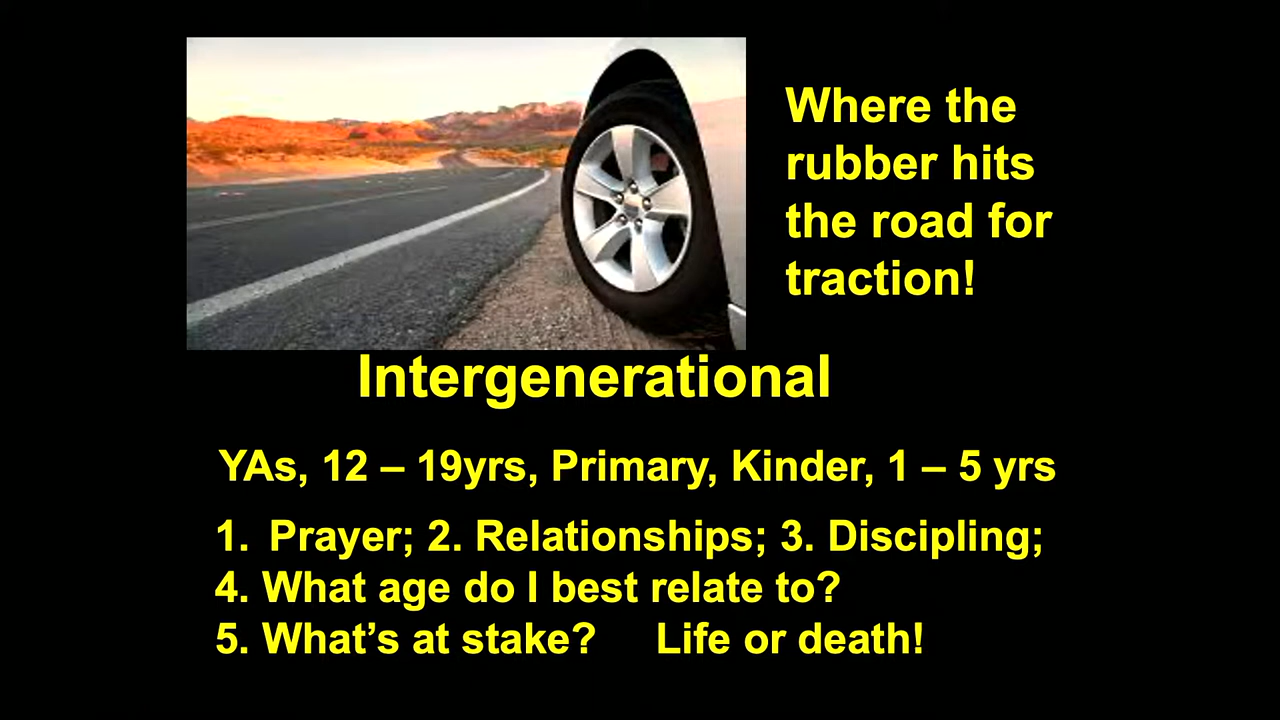 Where the
rubber hits
the road for
traction!
Intergenerational
YAs, 12 – 19yrs, Primary, Kinder, 1 – 5 yrs
1. Prayer; 2. Relationships; 3. Discipling;
4. What age do I best relate to?
5. What’s at stake? Life or death!